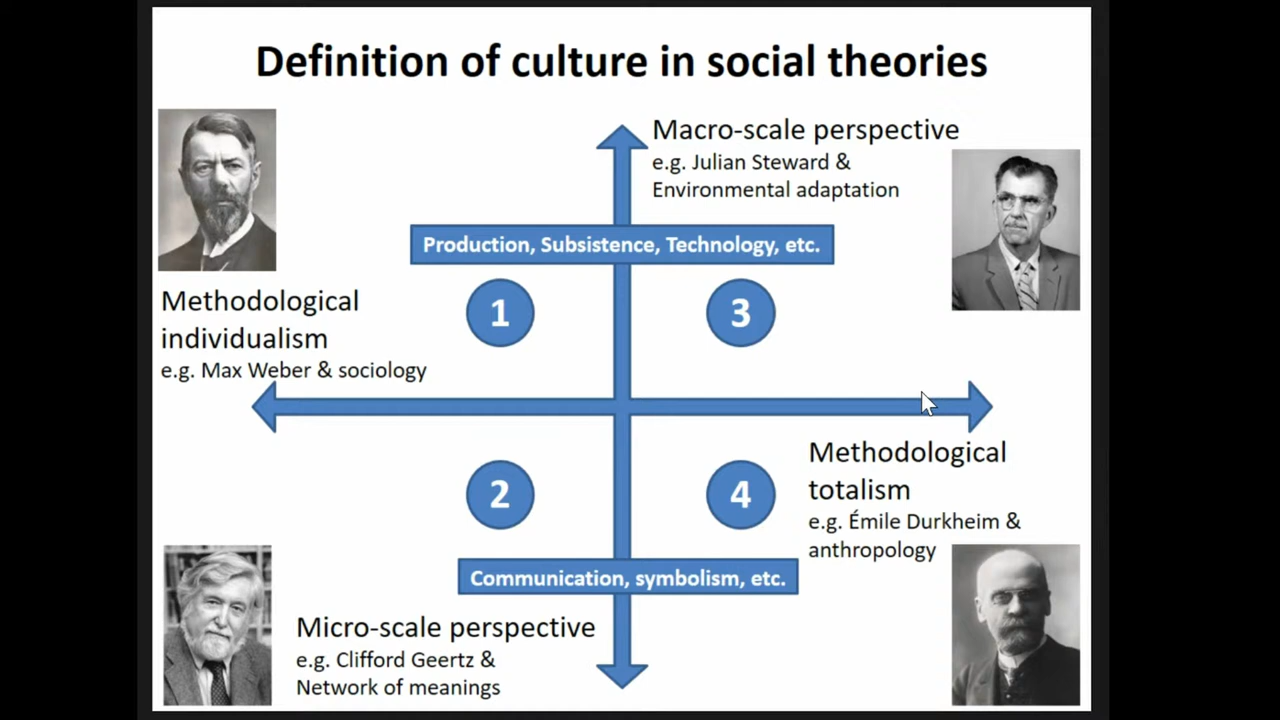 Definition of culture in social theories
Macro-scale perspective
e.g. Julian Steward &
Environmental adaptation
Production, Subsistence, Technology, etc.
1
3
Methodological
individualism
e.g. Max Weber & sociology
2
4
Methodological
totalism
e.g. Émile Durkheim &
anthropology
Communication, symbolism, etc.
Micro-scale perspective
e.g. Clifford Geertz &
Network of meanings